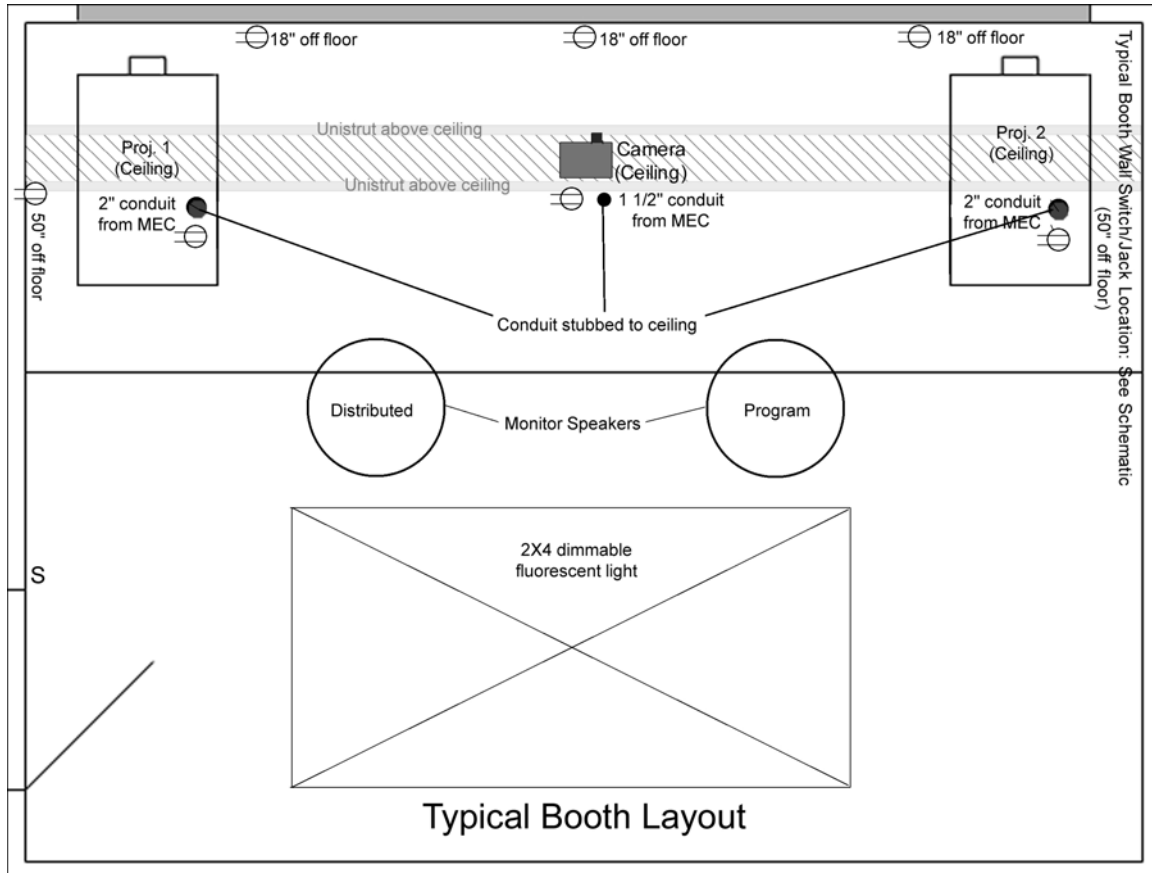 18" off floor
18" off floor
18" off floor
Unistrut above ceiling
Proj. 1
(Ceiling)
Camera
(Ceiling)
Proj. 2
(Ceiling)
Unistrut above ceiling
2" conduit
from MEC
1 1/2" conduit
from MEC
2" conduit
from MEC
50" off floor
Typical Booth Wall Switch/Jack Location: See Schematic
(50" off floor)
Conduit stubbed to ceiling
Distributed
Monitor Speakers
Program
2X4 dimmable
fluorescent light
S
Typical Booth Layout